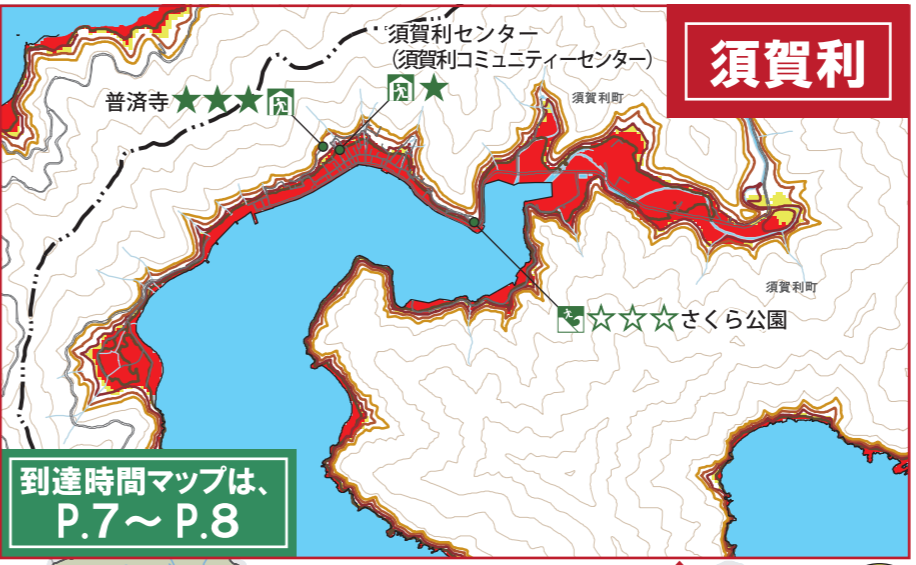 須賀利
須賀利センター
(須賀利コミュニティーセンター)
★
普済寺★★★
須賀利町
須賀利町
☆☆☆さくら公園
到達時間マップは、
P.7〜 P.8